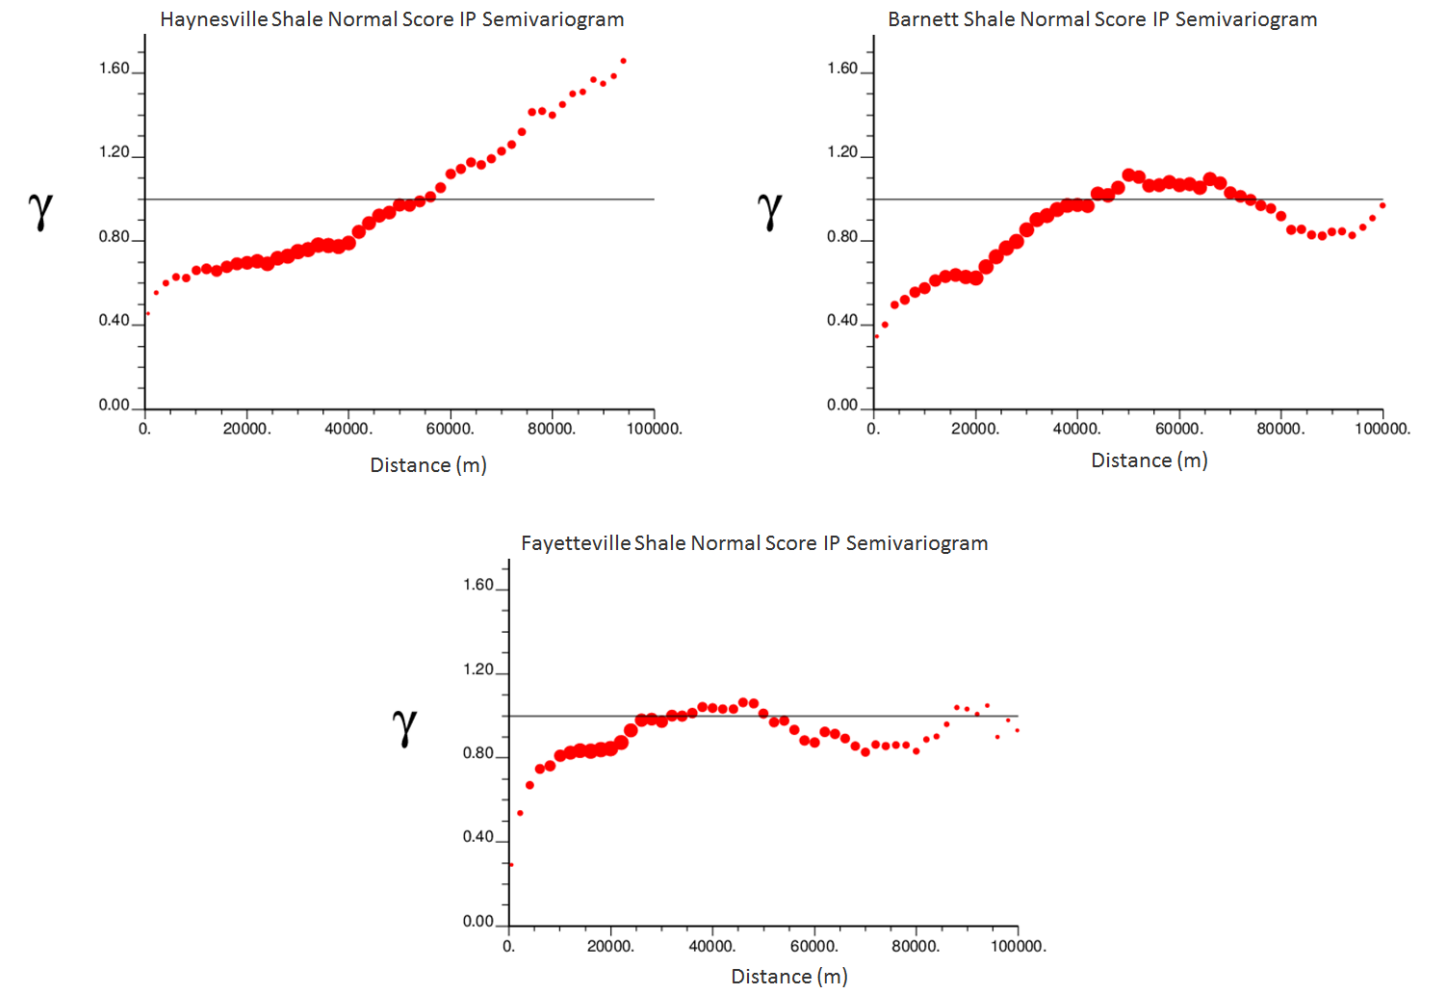 Haynesville Shale Normal Score IP Semivariogram
1.60
1.20
γ
0.80
0.40
0.00
0. 20000. 40000. 60000. 80000. 100000.
Distance (m)
Barnett Shale Normal Score IP Semivariogram
1.60
1.20
γ
0.80
0.40
0.00
0. 20000. 40000. 60000. 80000. 100000.
Distance (m)
Fayetteville Shale Normal Score IP Semivariogram
1.60
1.20
γ
0.80
0.40
0.00
0. 20000. 40000. 60000. 80000. 100000.
Distance (m)